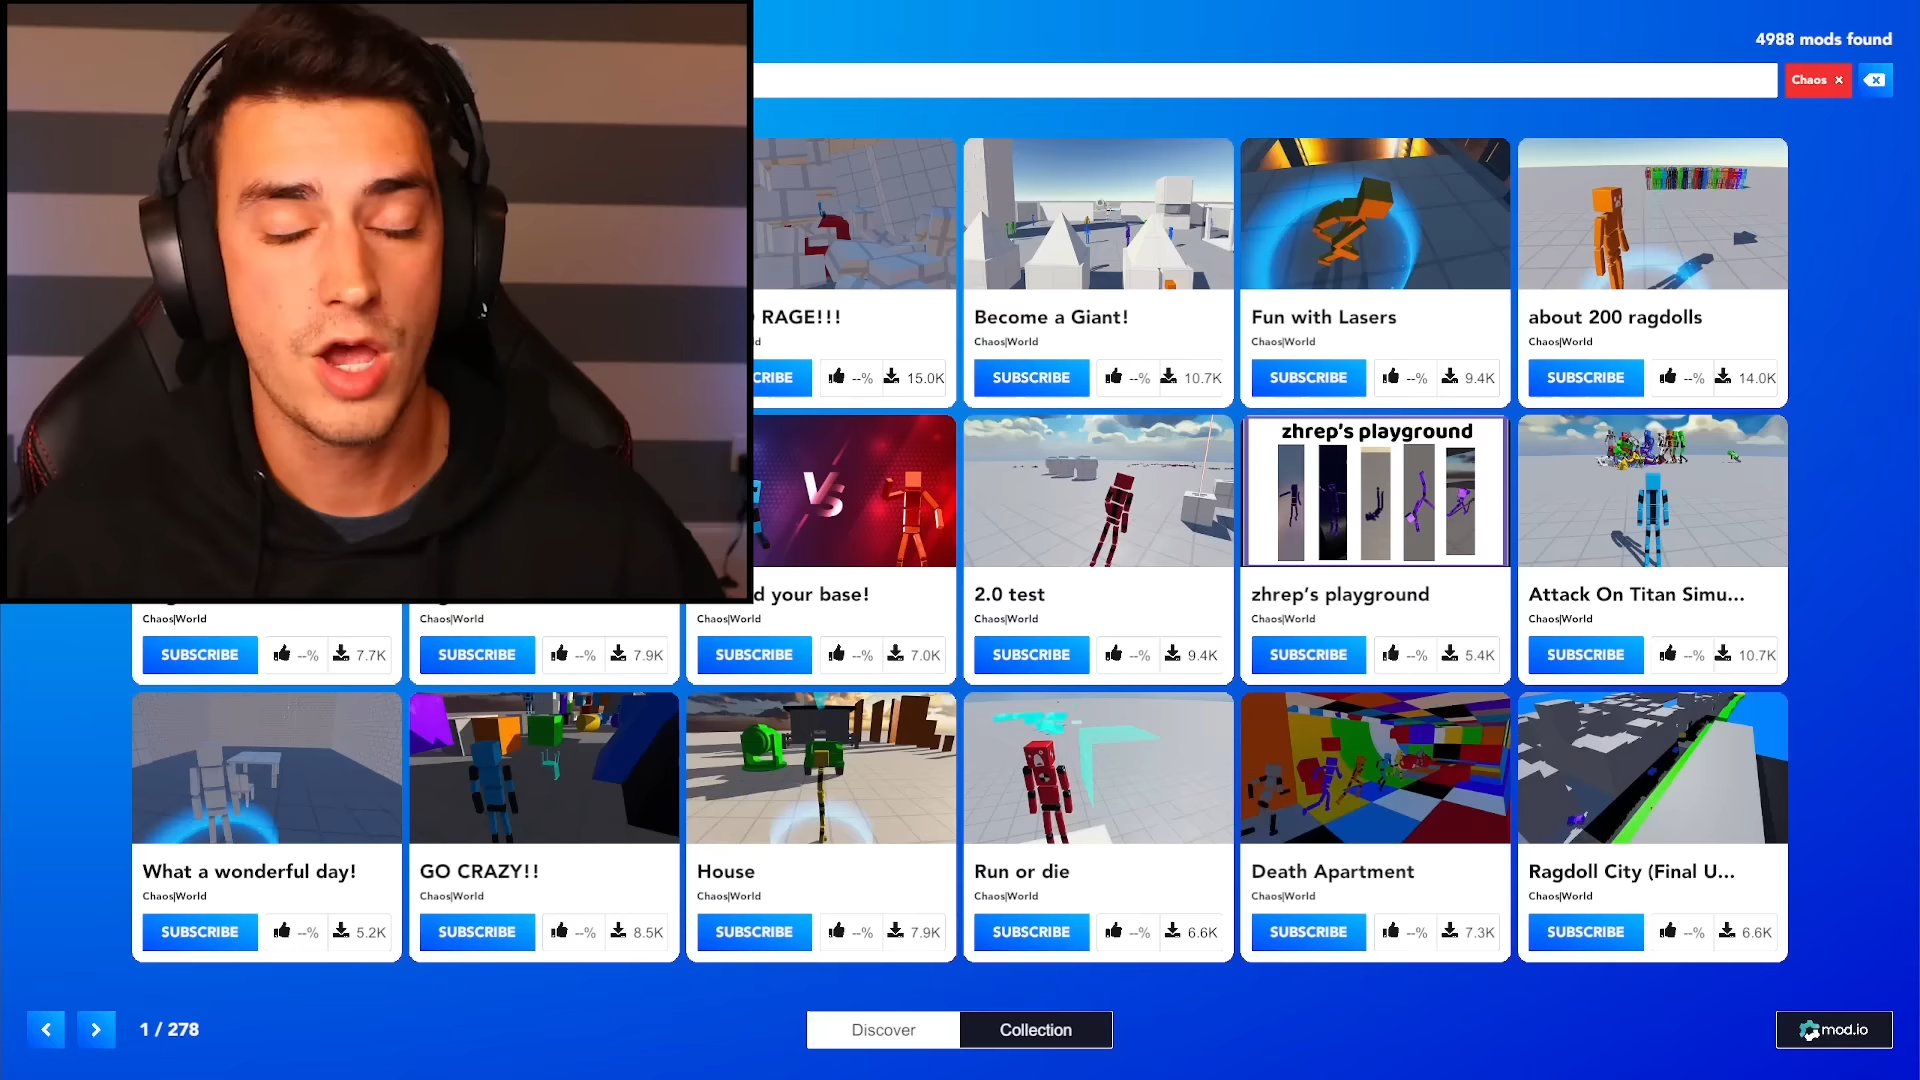 4988 mods found
Chaos ×
RAGE!!!
SUBSCRIBE --% 15.0K
Become a Giant!
Chaos|World
SUBSCRIBE --% 10.7K
Fun with Lasers
Chaos|World
SUBSCRIBE --% 9.4K
about 200 ragdolls
Chaos|World
SUBSCRIBE --% 14.0K
VS
zhrep's playground
Chaos|World
SUBSCRIBE --% 7.7K
Chaos|World
SUBSCRIBE --% 7.9K
d your base!
Chaos|World
SUBSCRIBE --% 7.0K
2.0 test
Chaos|World
SUBSCRIBE --% 9.4K
zhrep's playground
Chaos|World
SUBSCRIBE --% 5.4K
Attack On Titan Simu...
Chaos|World
SUBSCRIBE --% 10.7K
What a wonderful day!
Chaos|World
SUBSCRIBE --% 5.2K
GO CRAZY!!
Chaos|World
SUBSCRIBE --% 8.5K
House
Chaos|World
SUBSCRIBE --% 7.9K
Run or die
Chaos|World
SUBSCRIBE --% 6.6K
Death Apartment
Chaos|World
SUBSCRIBE --% 7.3K
Ragdoll City (Final U...
Chaos|World
SUBSCRIBE --% 6.6K
1 / 278
Discover
Collection
mod.io